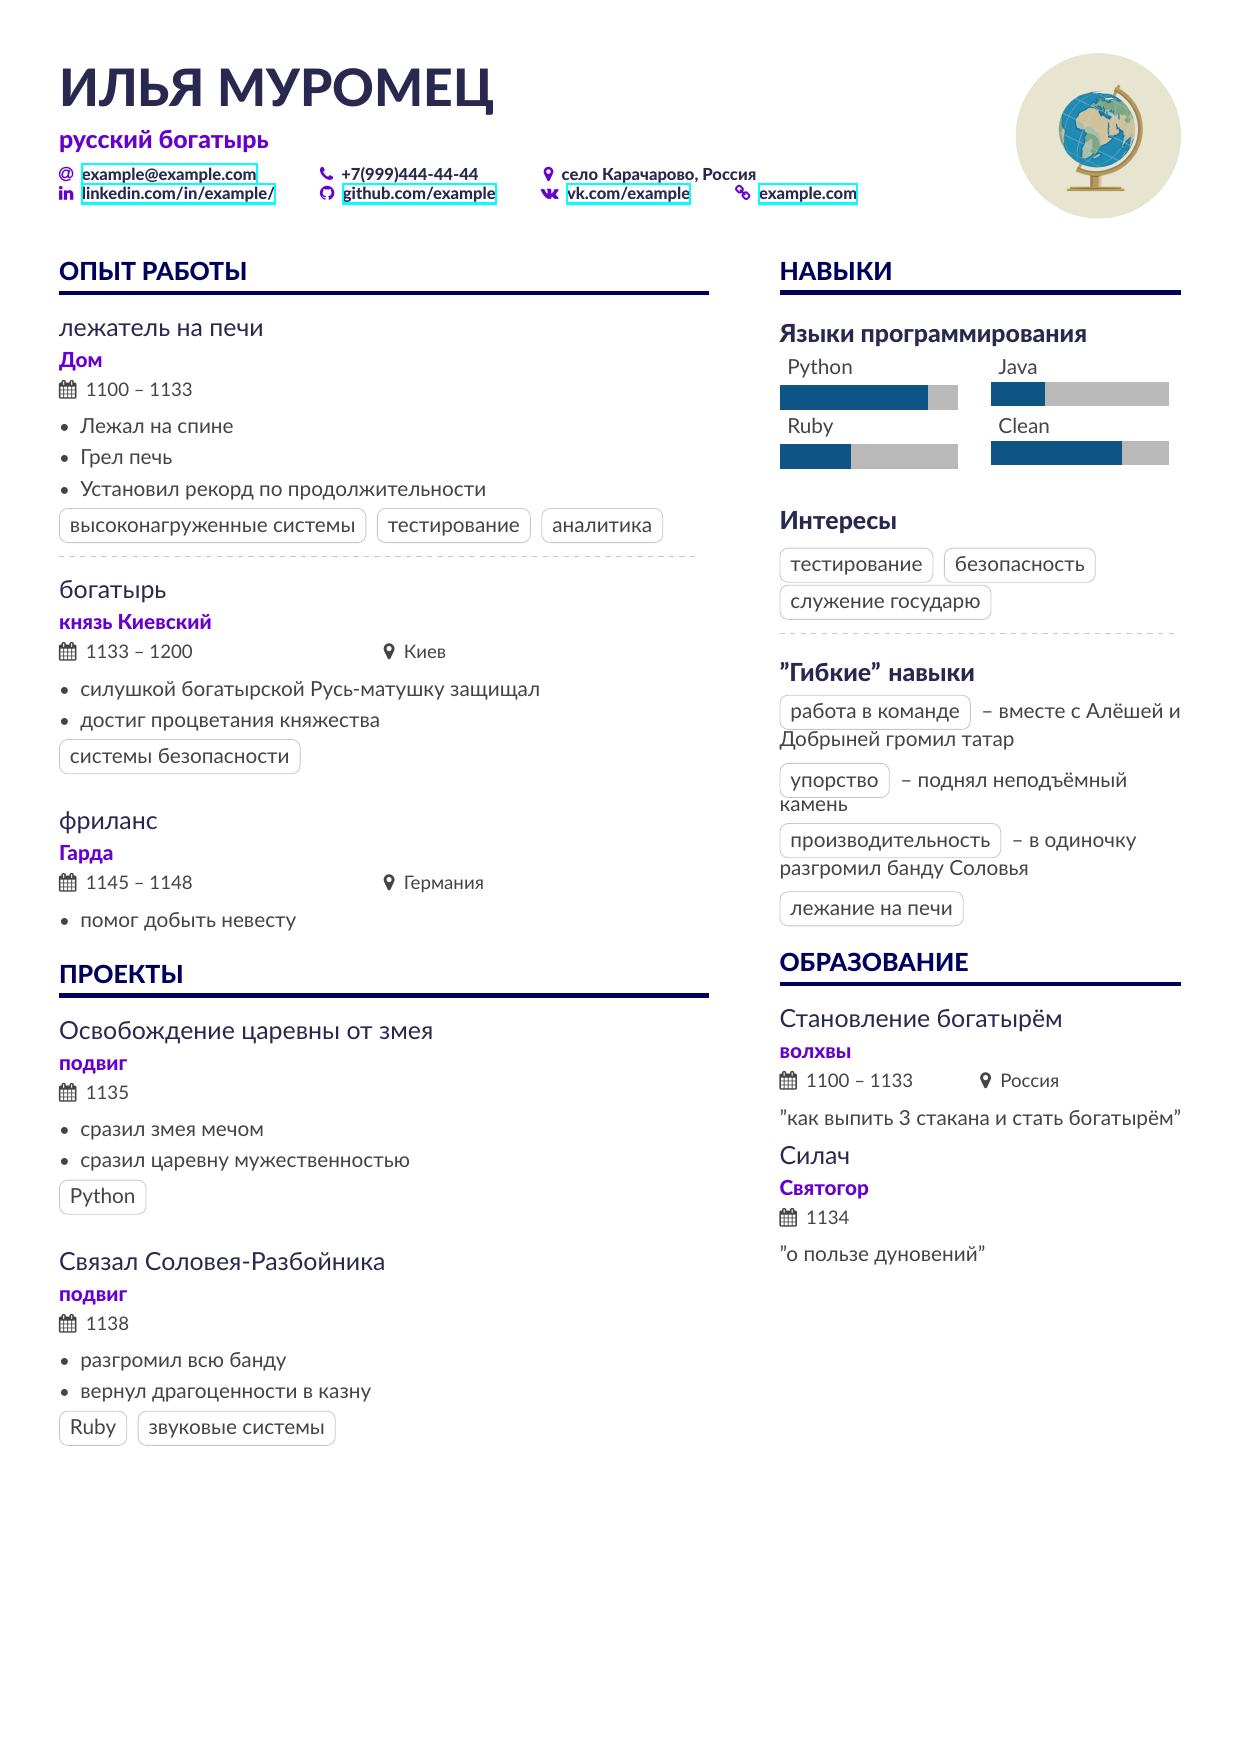 ИЛЬЯ МУРОМЕЦ
русский богатырь
example@example.com +7(999)444-44-44 село Карачарово, Россия
linkedin.com/in/example/ github.com/example vk.com/example example.com
ОПЫТ РАБОТЫ
лежатель на печи
Дом
1100 – 1133
• Лежал на спине
• Грел печь
• Установил рекорд по продолжительности
высоконагруженные системы тестирование аналитика
богатырь
князь Киевский
1133 – 1200 Киев
• силушкой богатырской Русь-матушку защищал
• достиг процветания княжества
системы безопасности
фриланс
Гарда
1145 – 1148 Германия
• помог добыть невесту
ПРОЕКТЫ
Освобождение царевны от змея
подвиг
1135
• сразил змея мечом
• сразил царевну мужественностью
Python
Связал Соловея-Разбойника
подвиг
1138
• разгромил всю банду
• вернул драгоценности в казну
Ruby звуковые системы
НАВЫКИ
Языки программирования
Python Java
Ruby Clean
Интересы
тестирование безопасность
служение государю
”Гибкие” навыки
работа в команде – вместе с Алёшей и
Добрыней громил татар
упорство – поднял неподъёмный
камень
производительность – в одиночку
разгромил банду Соловья
лежание на печи
ОБРАЗОВАНИЕ
Становление богатырём
волхвы
1100 – 1133 Россия
”как выпить 3 стакана и стать богатырём”
Силач
Святогор
1134
”о пользе дуновений”